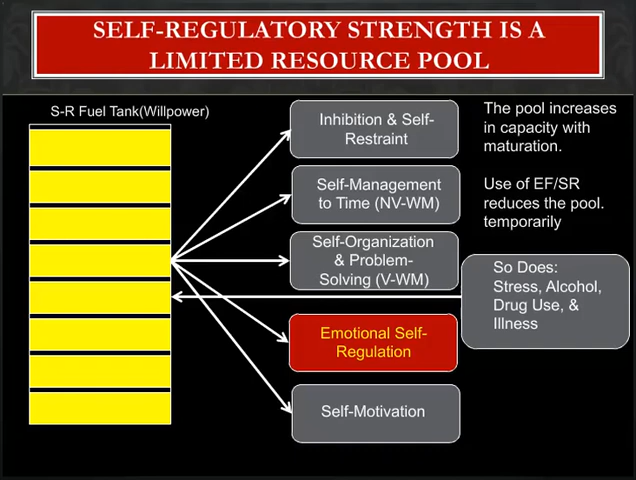 SELF-REGULATORY STRENGTH IS A
LIMITED RESOURCE POOL
S-R Fuel Tank(Willpower)
Inhibition & Self-
Restraint
Self-Management
to Time (NV-WM)
Self-Organization
& Problem-
Solving (V-WM)
Emotional Self-
Regulation
Self-Motivation
The pool increases
in capacity with
maturation.
Use of EF/SR
reduces the pool.
temporarily
So Does:
Stress, Alcohol,
Drug Use, &
Illness